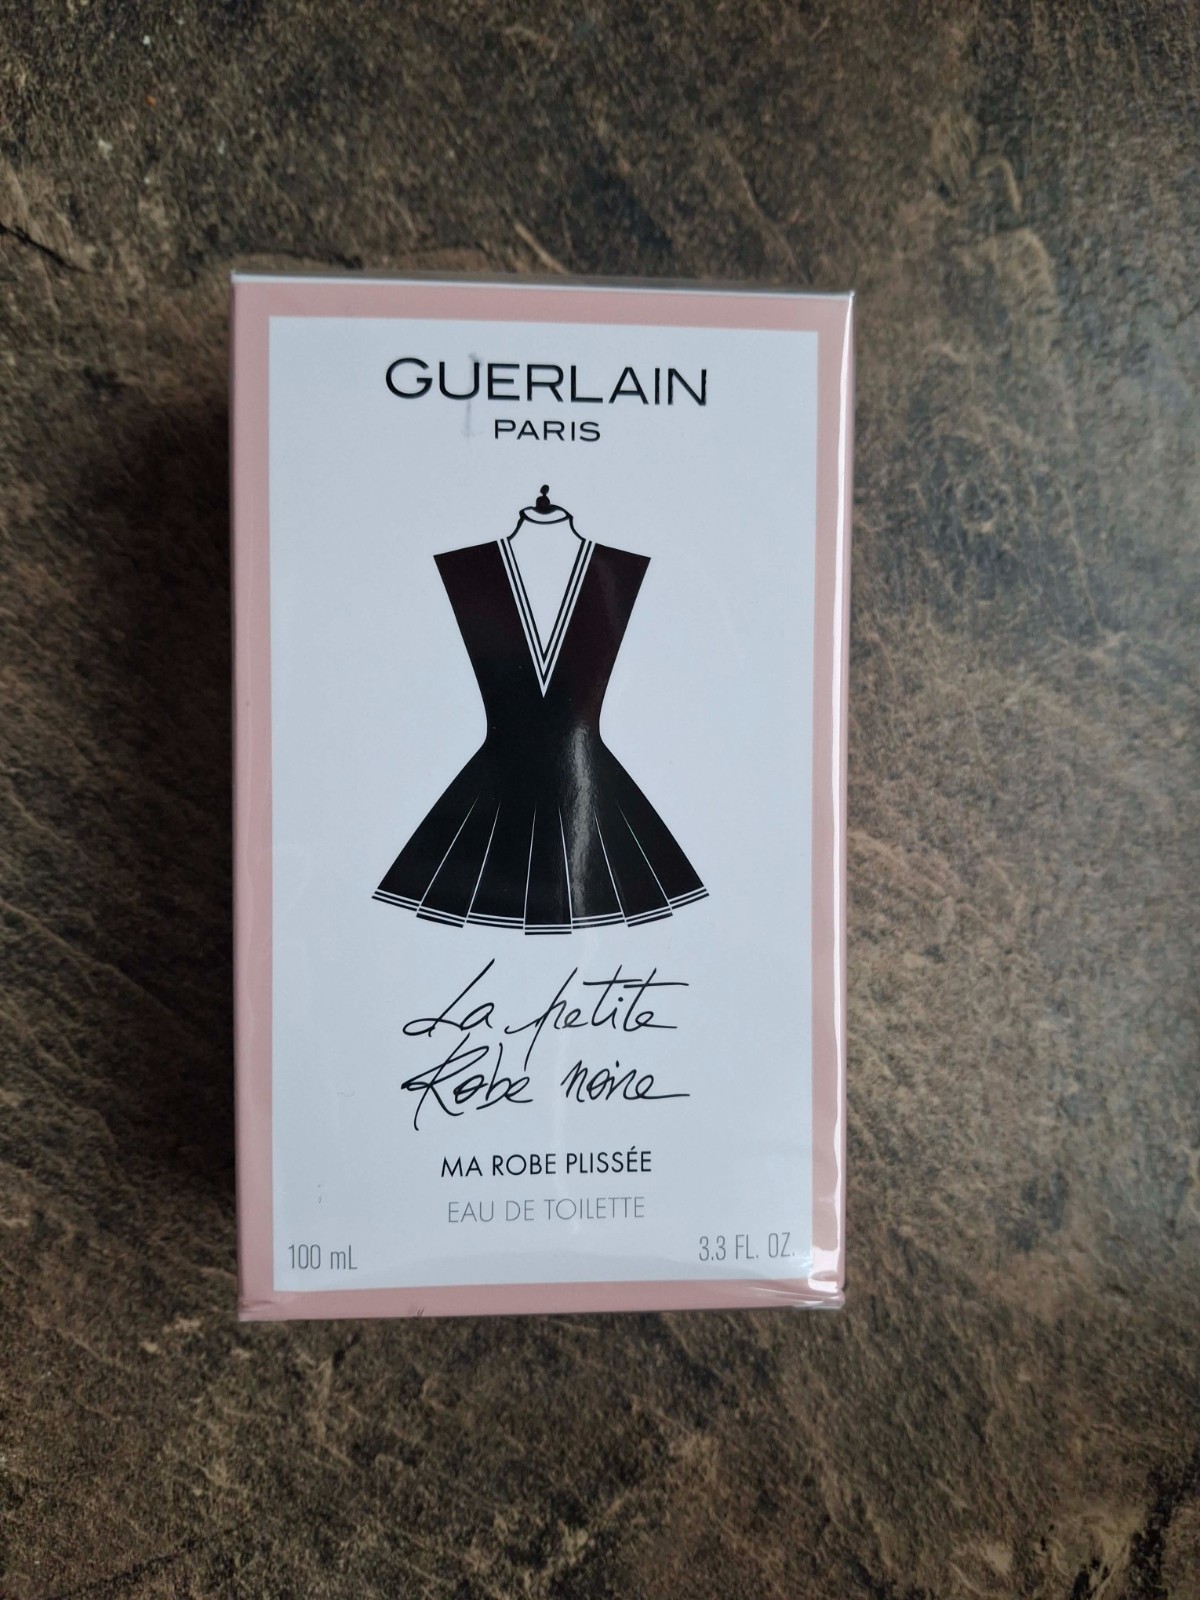 GUERLAIN
PARIS
La petite
Robe noire
MA ROBE PLISSÉE
EAU DE TOILETTE
100 mL
3.3 FL. OZ.